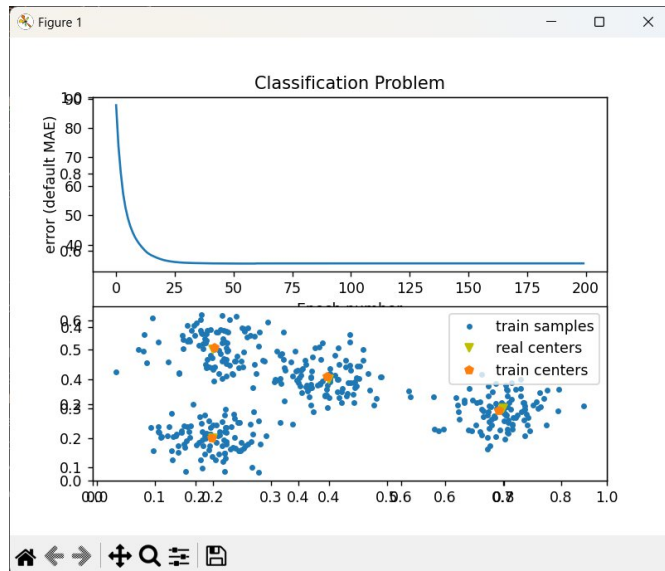 Figure 1
Classification Problem
1.0
90
80
70
0.8
60
50
40
0.6
error (default MAE)
0 25 50 75 100 125 150 175 200
Epoch number
0.6
0.4
0.5
0.4
0.3
0.2
0.1
0.0
train samples
real centers
train centers
0.0 0.1 0.2 0.2 0.3 0.4 0.4 0.5 0.6 0.6 0.7 0.8 0.8 1.0